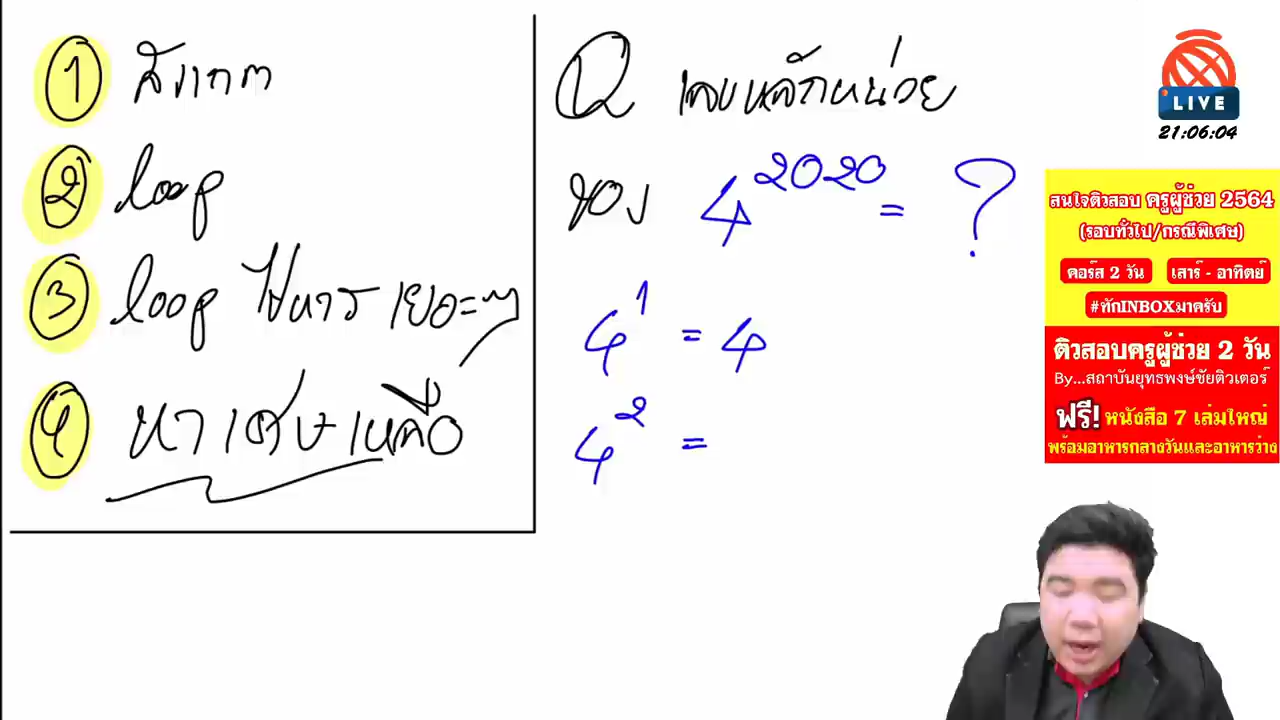 ① สังเกต
② loop
③ loop ไปหาร เยอะๆ
④ หาเศษเหลือ
Q เลขหลักหน่วย
ของ 4^2020 = ?
4^1 = 4
4^2 =
LIVE
21:06:04
สนใจติวสอบ ครูผู้ช่วย 2564
(รอบทั่วไป/กรณีพิเศษ)
คอร์ส 2 วัน เสาร์ - อาทิตย์
#ทักINBOXมาครับ
ติวสอบครูผู้ช่วย 2 วัน
By...สถาบันยุทธพงษ์ชัยติวเตอร์
ฟรี! หนังสือ 7 เล่มใหญ่
พร้อมอาหารกลางวันและอาหารว่าง